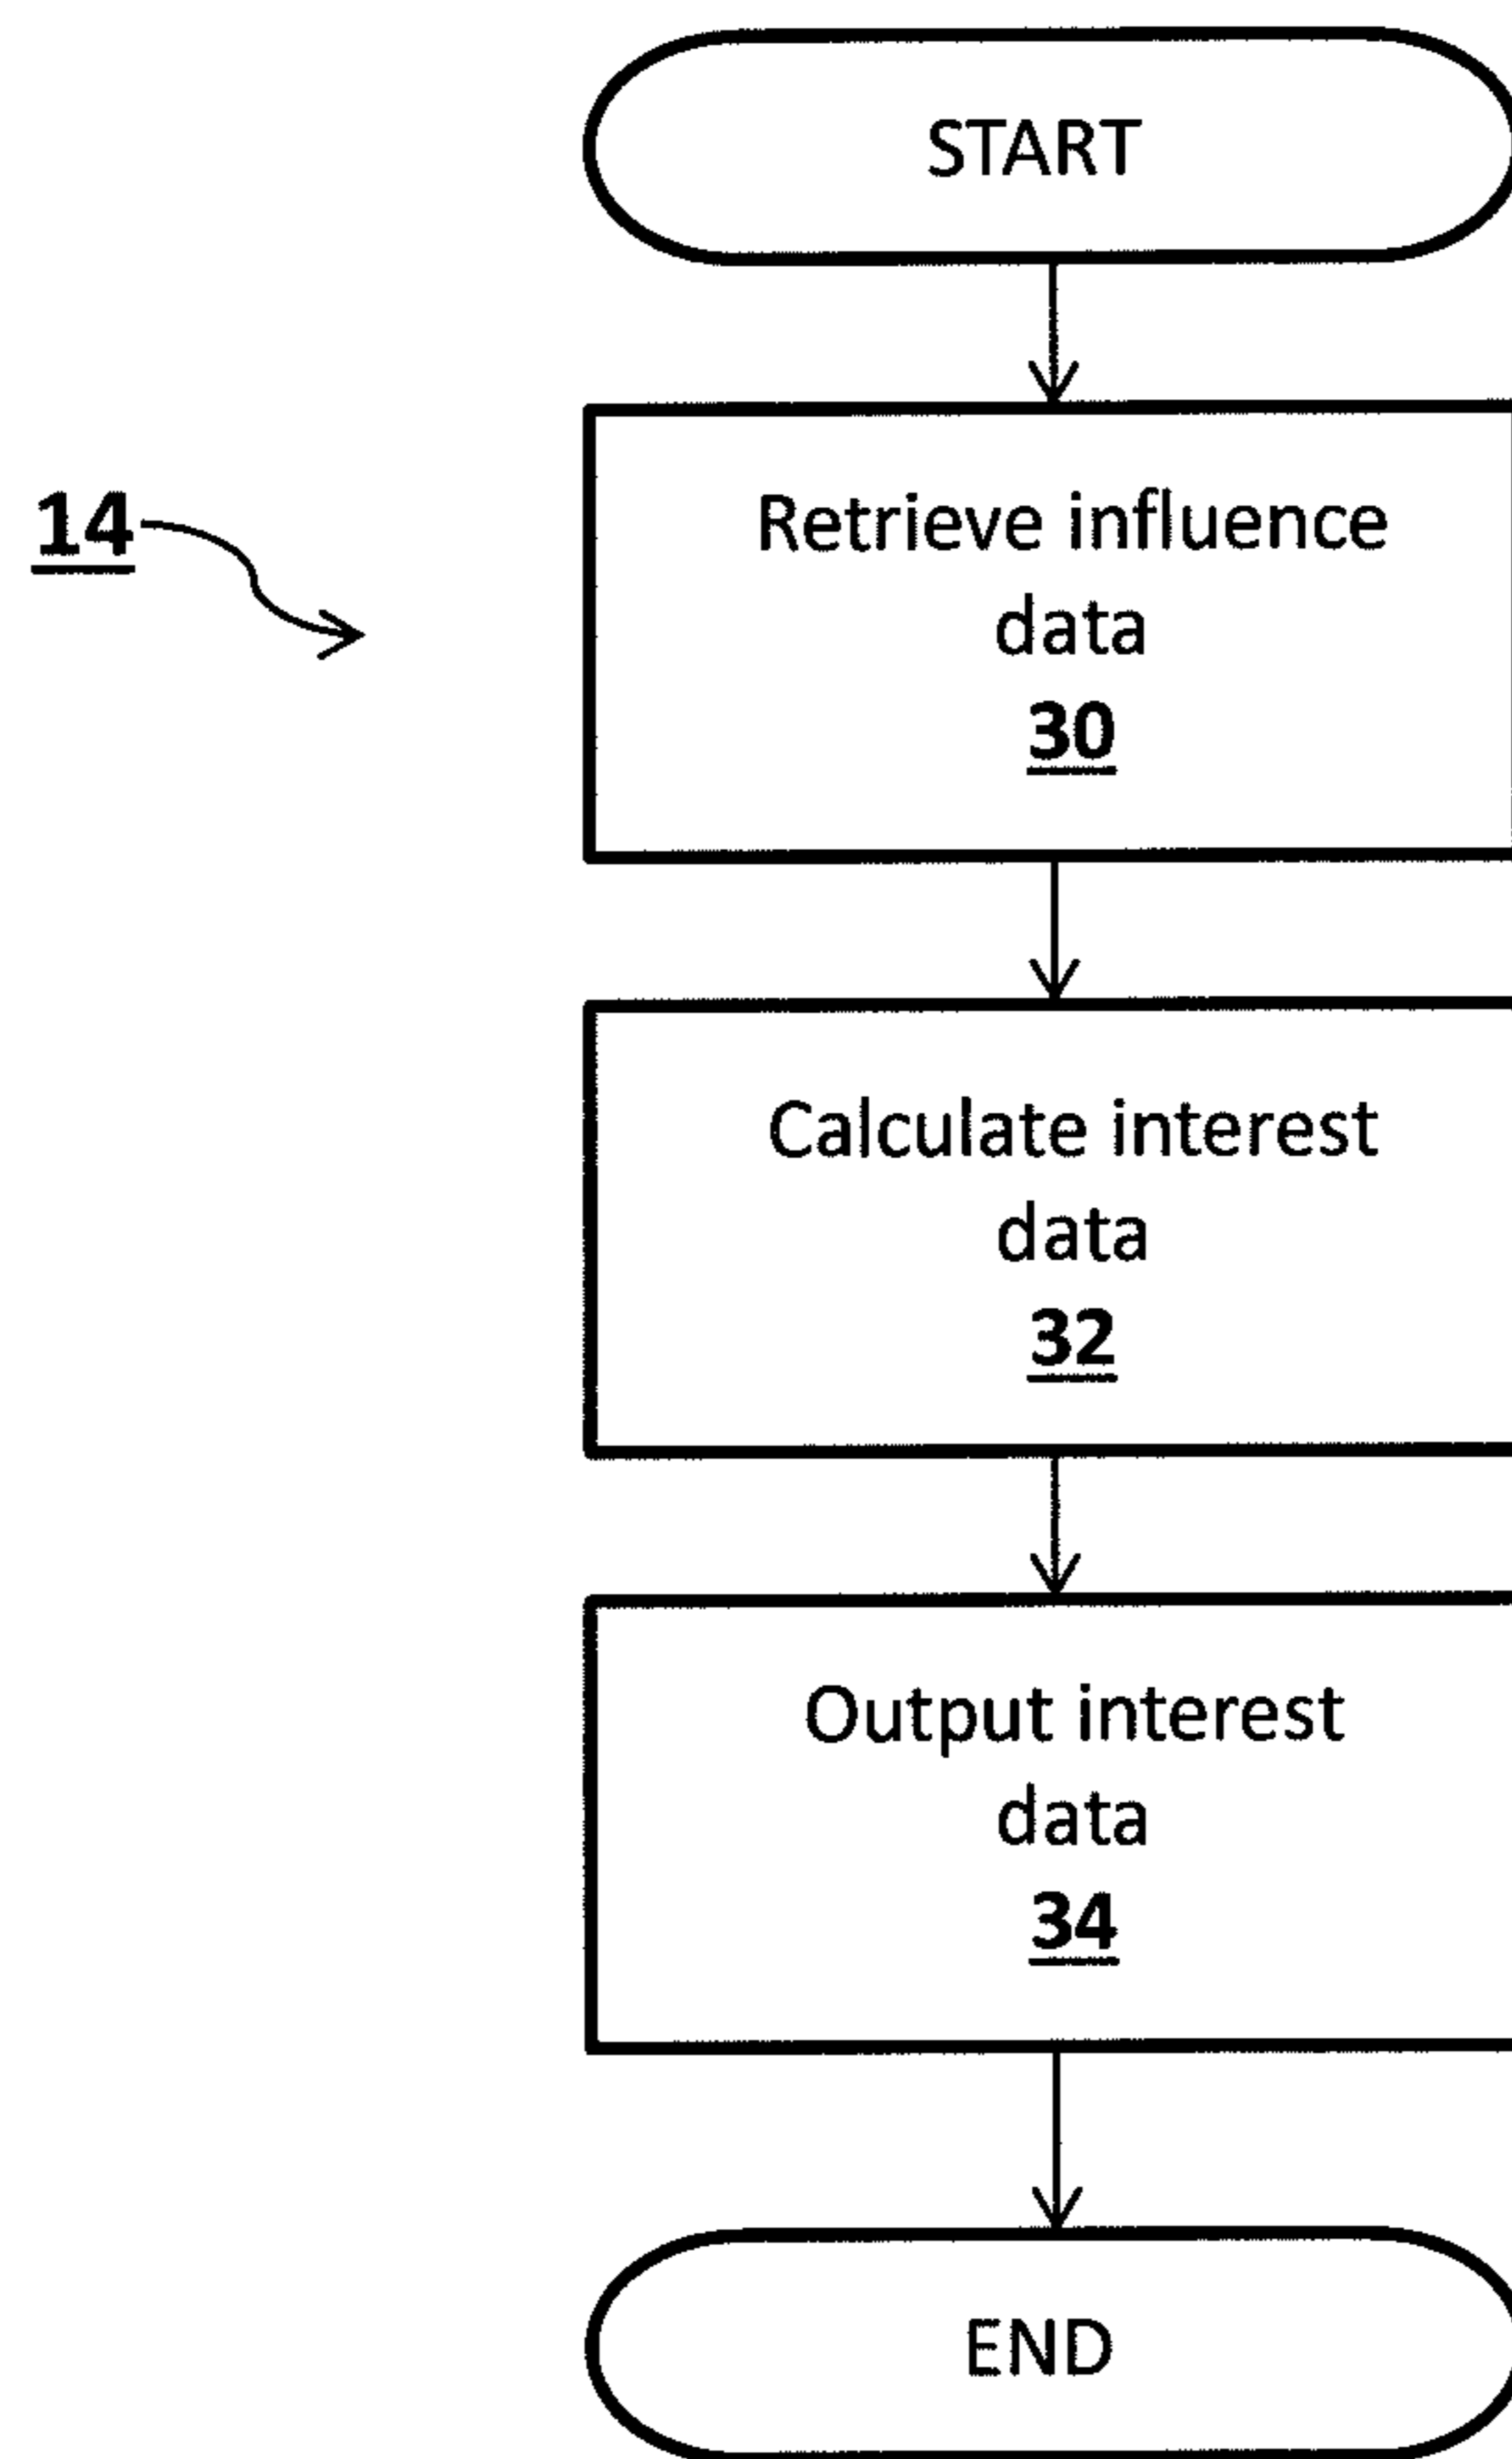 START
14
Retrieve influence
data
30
Calculate interest
data
32
Output interest
data
34
END